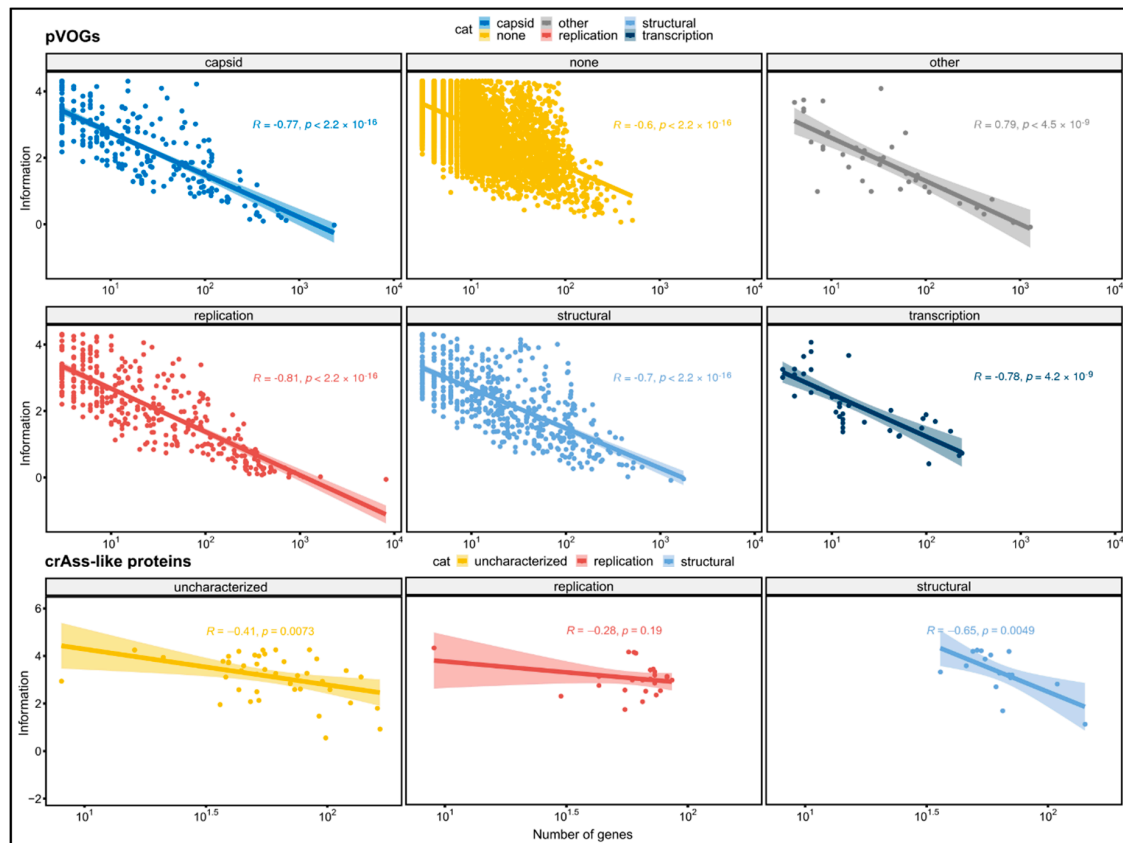 pVOGs
cat capsid other structural
none replication transcription
capsid none other
4
2
0
Information
R = -0.77, p < 2.2 × 10-16
R = -0.6, p < 2.2 × 10-16
R = 0.79, p < 4.5 × 10-9
101 102 103 104 101 102 103 104 101 102 103 104
replication structural transcription
4
2
0
Information
R = -0.81, p < 2.2 × 10-16
R = -0.7, p < 2.2 × 10-16
R = -0.78, p = 4.2 × 10-9
101 102 103 104 101 102 103 104 101 102 103 104
crAss-like proteins
cat uncharacterized replication structural
uncharacterized replication structural
6
4
2
0
−2
Information
R = −0.41, p = 0.0073
R = −0.28, p = 0.19
R = −0.65, p = 0.0049
101 101.5 102 101 101.5 102 101 101.5 102
Number of genes